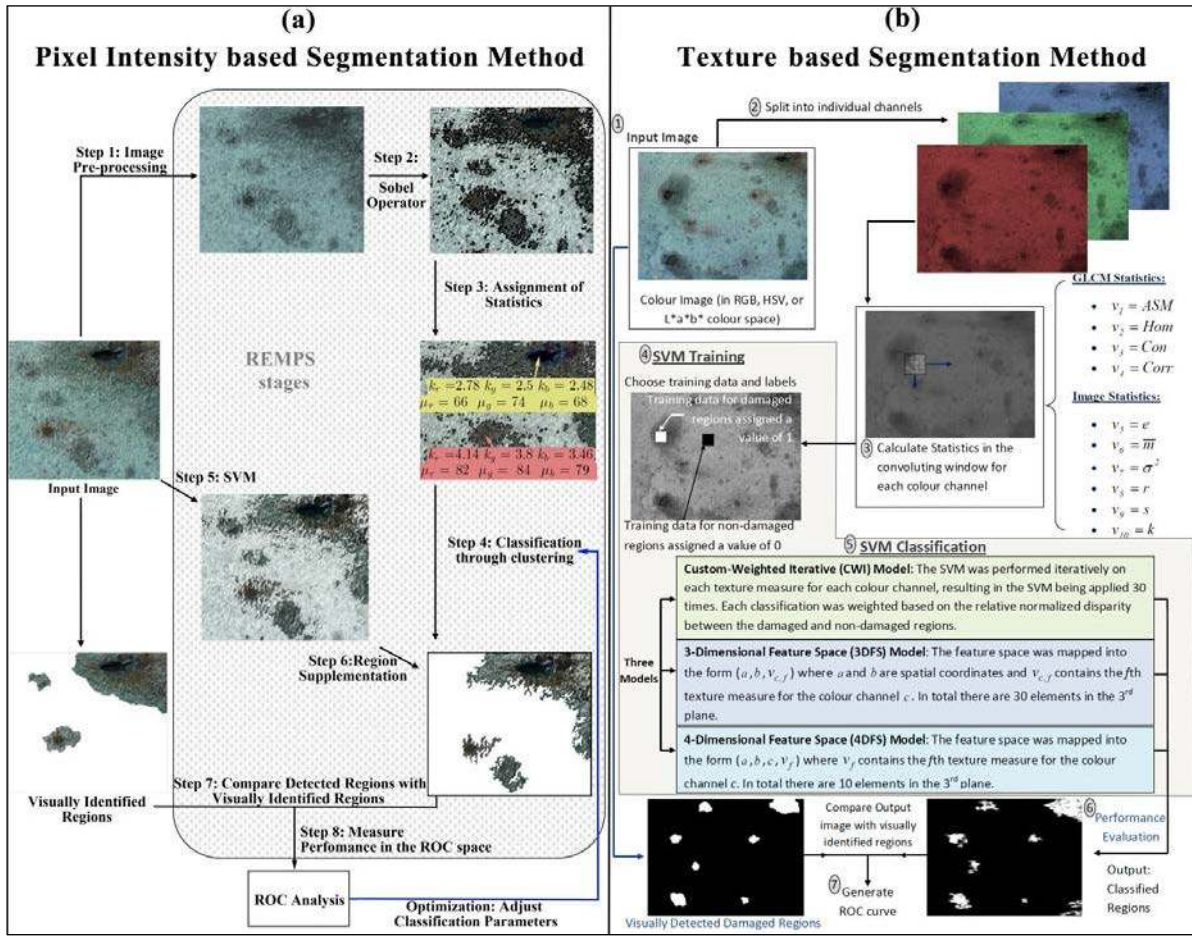 (a)
Pixel Intensity based Segmentation Method
Step 1: Image
Pre-processing
Step 2:
Sobel
Operator
Step 3: Assignment of
Statistics
REMPS
stages
k_r =2.78 k_g = 2.5 k_b = 2.48
μ_r = 66 μ_g = 74 μ_b = 68
k_r =4.14 k_g = 3.8 k_b = 3.46
μ_r = 82 μ_g = 84 μ_b = 79
Input Image
Step 5: SVM
Step 4: Classification
through clustering
Step 6:Region
Supplementation
Step 7: Compare Detected Regions with
Visually Identified Regions
Visually Identified
Regions
Step 8: Measure
Perfomance in the ROC space
ROC Analysis
Optimization: Adjust
Classification Parameters
(b)
Texture based Segmentation Method
① Input Image
② Split into individual channels
Colour Image (in RGB, HSV, or
L*a*b* colour space)
GLCM Statistics:
• v_1 = ASM
• v_2 = Hom
• v_3 = Con
• v_4 = Corr
Image Statistics:
• v_5 = e
• v_6 = m̅
• v_7 = σ²
• = r
• v_9 = s
• v_10 = k
③ Calculate Statistics in the
convoluting window for
each colour channel
④ SVM Training
Choose training data and labels
Training data for damaged
regions assigned a
value of 1
Training data for non-damaged
regions assigned a value of 0
⑤ SVM Classification
Three
Models
Custom-Weighted Iterative (CWI) Model: The SVM was performed iteratively on
each texture measure for each colour channel, resulting in the SVM being applied 30
times. Each classification was weighted based on the relative normalized disparity
between the damaged and non-damaged regions.
3-Dimensional Feature Space (3DFS) Model: The feature space was mapped into
the form (a, b, v_c,f) where a and b are spatial coordinates and v_c,f contains the fth
texture measure for the colour channel c. In total there are 30 elements in the 3rd
plane.
4-Dimensional Feature Space (4DFS) Model: The feature space was mapped into
the form (a, b, c, v_f) where v_f contains the fth texture measure for the colour
channel c. In total there are 10 elements in the 3rd plane.
Compare Output
image with visually
identified regions
⑥ Performance
Evaluation
Output:
Classified
Regions
⑦ Generate
ROC curve
Visually Detected Damaged Regions